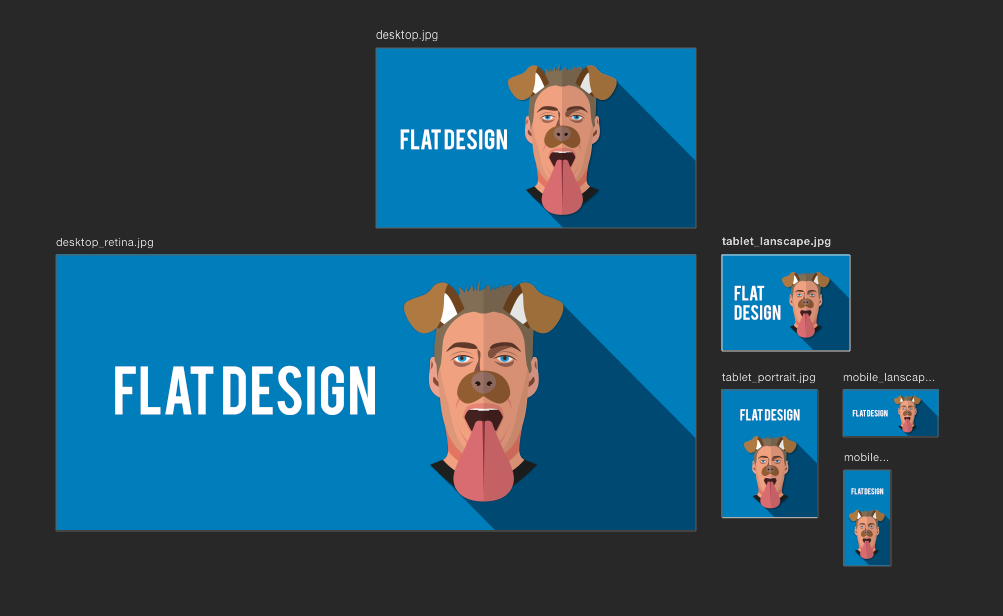 desktop.jpg
FLAT DESIGN
desktop_retina.jpg
FLAT DESIGN
tablet_lanscape.jpg
FLAT
DESIGN
tablet_portrait.jpg
FLAT DESIGN
mobile_lanscap...
FLAT DESIGN
mobile...
FLAT DESIGN